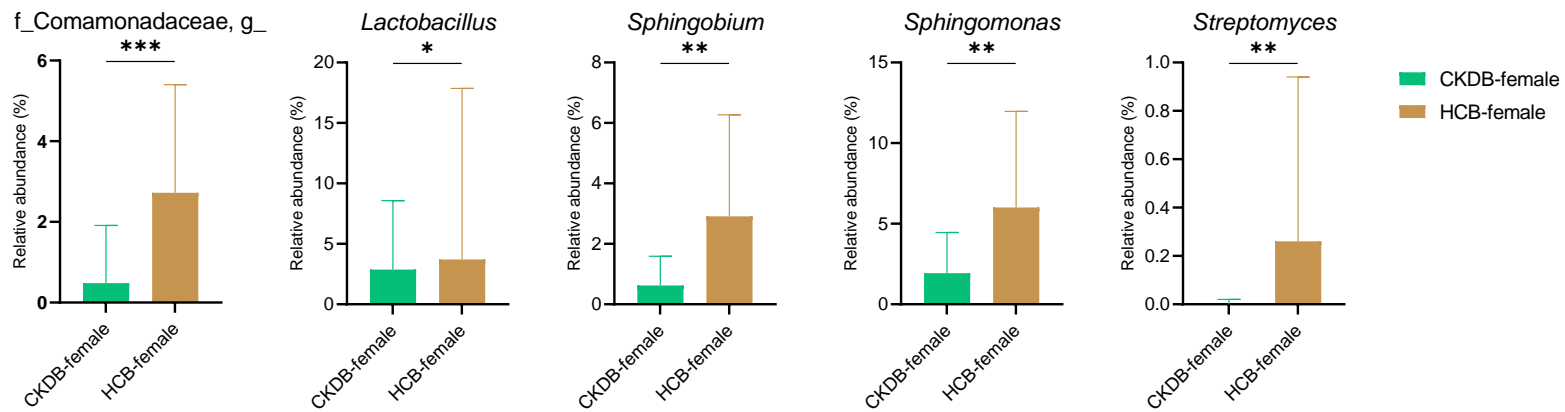 f_Comamonadaceae, g_
***
Relative abundance (%)
6
4
2
0
CKDB-female
HCB-female
Lactobacillus
*
Relative abundance (%)
20
15
10
5
0
CKDB-female
HCB-female
Sphingobium
**
Relative abundance (%)
8
6
4
2
0
CKDB-female
HCB-female
Sphingomonas
**
Relative abundance (%)
15
10
5
0
CKDB-female
HCB-female
Streptomyces
**
Relative abundance (%)
1.0
0.8
0.6
0.4
0.2
0.0
CKDB-female
HCB-female
CKDB-female
HCB-female